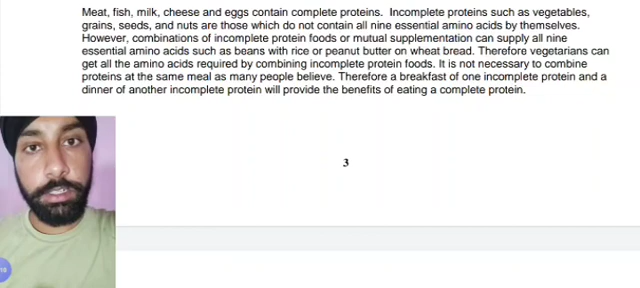 Meat, fish, milk, cheese and eggs contain complete proteins.  Incomplete proteins such as vegetables,
grains, seeds, and nuts are those which do not contain all nine essential amino acids by themselves.
However, combinations of incomplete protein foods or mutual supplementation can supply all nine
essential amino acids such as beans with rice or peanut butter on wheat bread. Therefore vegetarians can
get all the amino acids required by combining incomplete protein foods. It is not necessary to combine
proteins at the same meal as many people believe. Therefore a breakfast of one incomplete protein and a
dinner of another incomplete protein will provide the benefits of eating a complete protein.
3